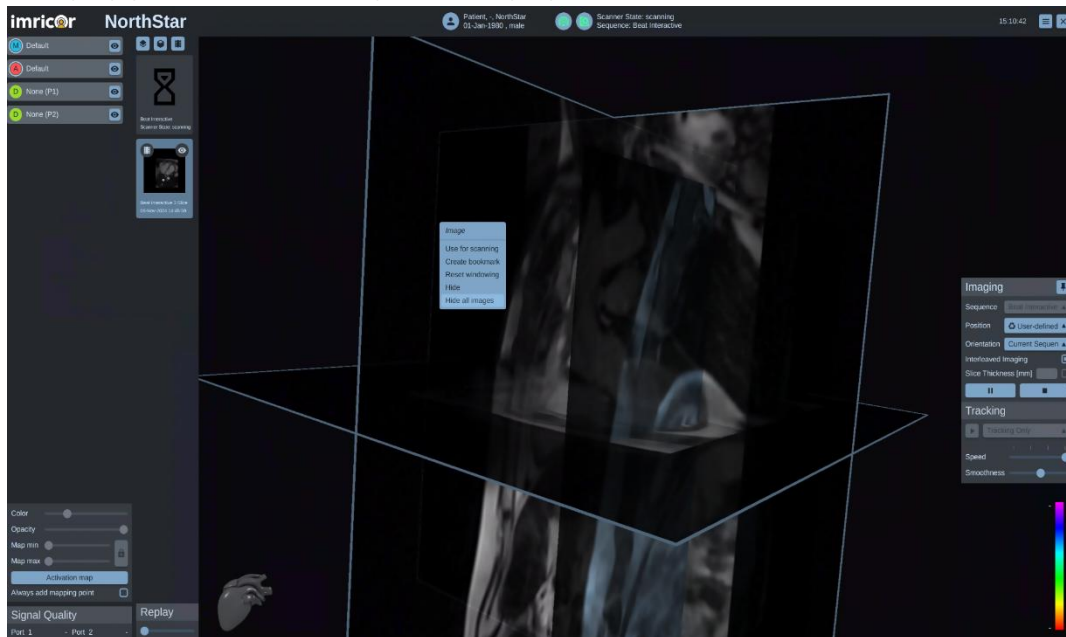 imricor NorthStar
Patient, -, NorthStar
01-Jan-1980 , male
Scanner State: scanning
Sequence: Beat Interactive
15:10:42
M Default
A Default
D None (P1)
D None (P2)
Beat Interactive
Scanner State: scanning
Image
Use for scanning
Create bookmark
Reset windowing
Hide
Hide all images
Imaging
Sequence Beat Interactive
Position User-defined
Orientation Current Sequen
Interleaved Imaging
Slice Thickness [mm]
Tracking
Tracking Only
Speed
Smoothness
Color
Opacity
Map min
Map max
Activation map
Always add mapping point
Signal Quality
Port 1 - Port 2 -
Replay